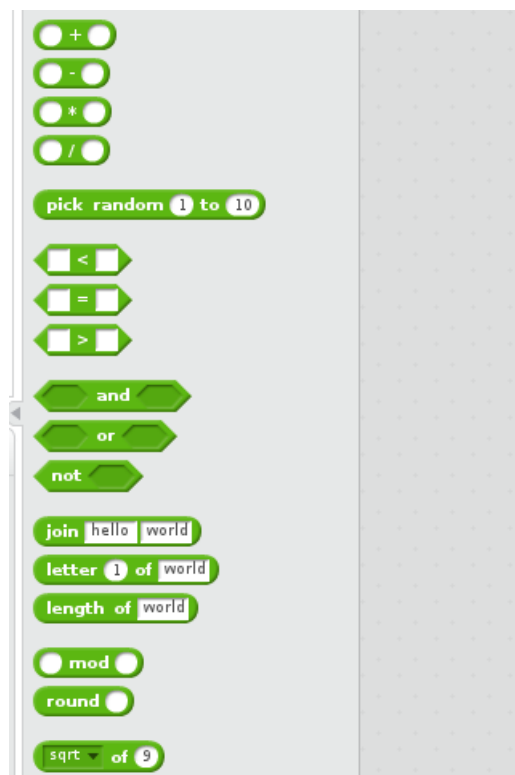 +
-
*
/
pick random 1 to 10
<
=
>
and
or
not
join hello world
letter 1 of world
length of world
mod
round
sqrt of 9